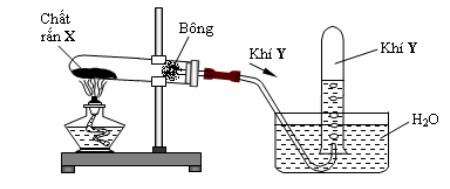 Chất
rắn X
Bông
Khí Y
Khí Y
H₂O